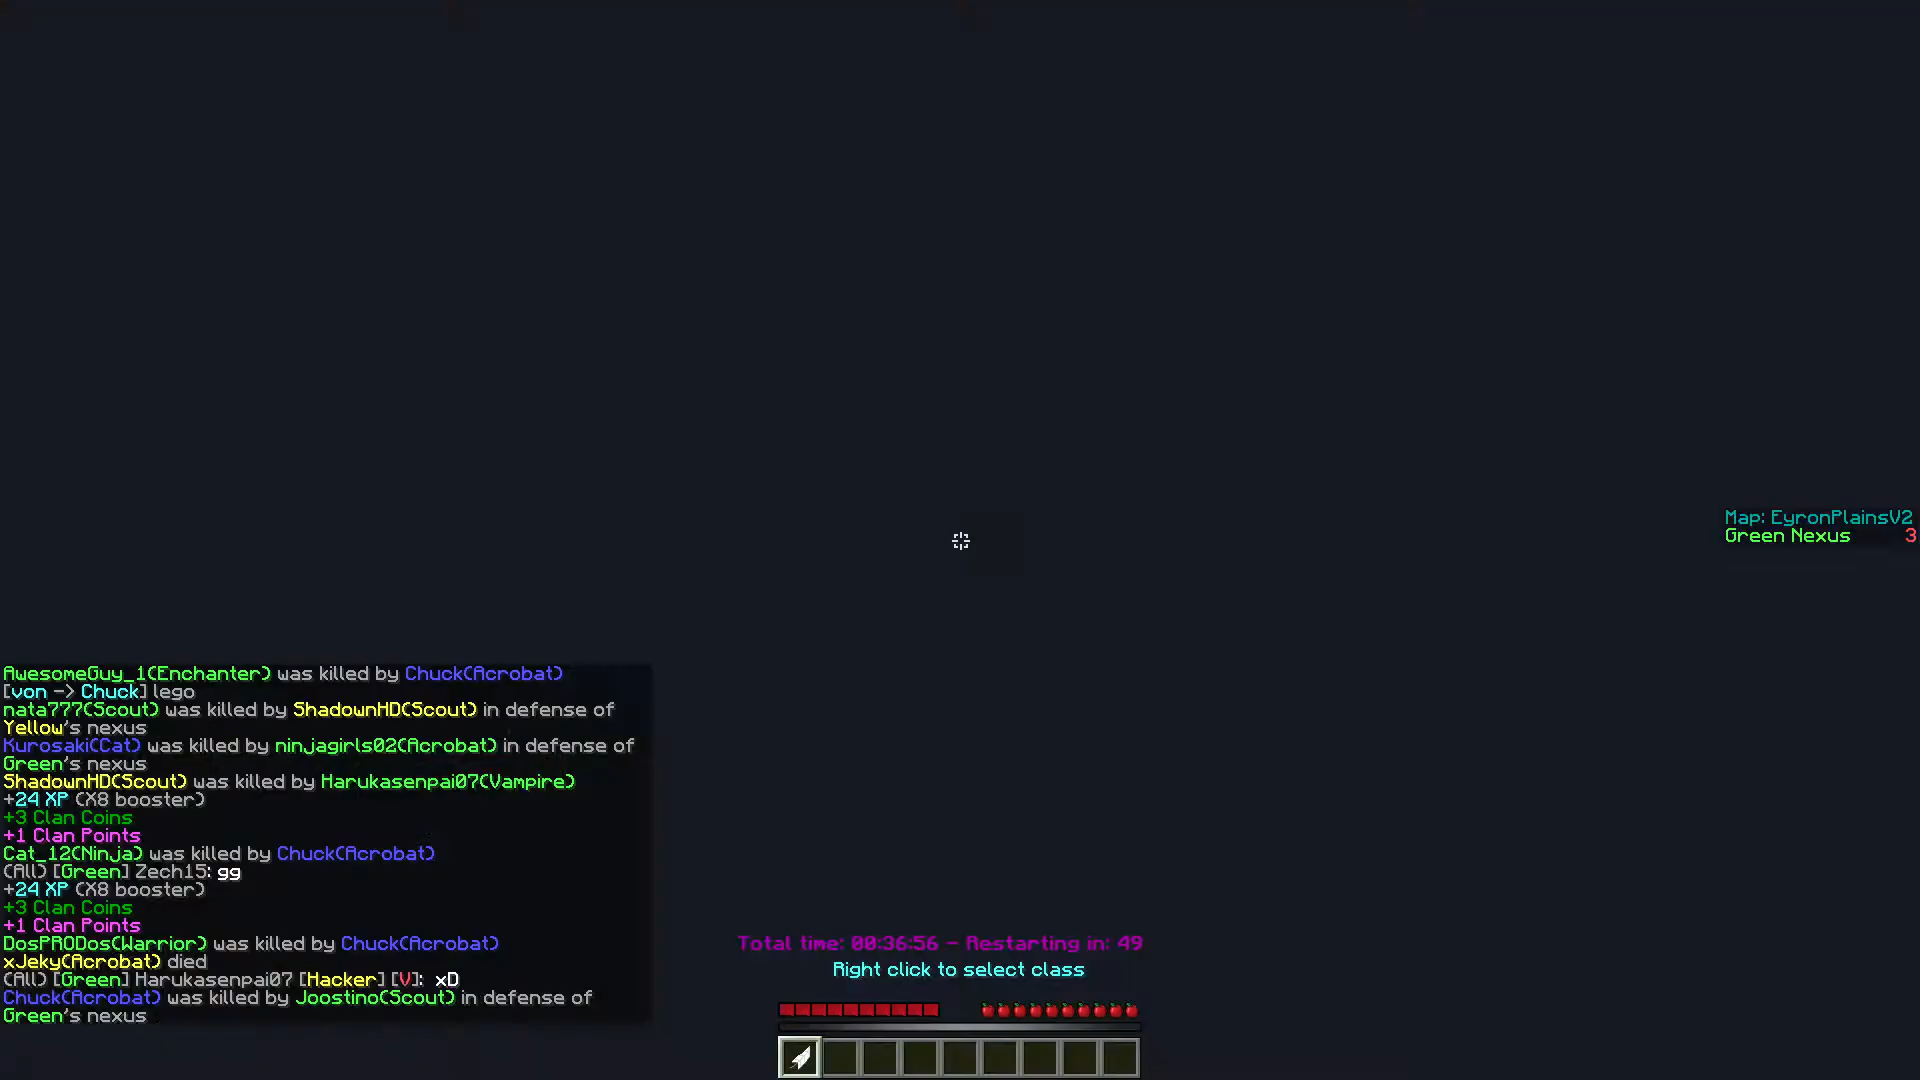 Map: EyronPlainsV2
Green Nexus 3
AwesomeGuy_1(Enchanter) was killed by Chuck(Acrobat)
[von -> Chuck] lego
nata777(Scout) was killed by ShadownHD(Scout) in defense of
Yellow's nexus
Kurosaki(Cat) was killed by ninjagirls02(Acrobat) in defense of
Green's nexus
ShadownHD(Scout) was killed by Harukasenpai07(Vampire)
+24 XP (X8 booster)
+3 Clan Coins
+1 Clan Points
Cat_12(Ninja) was killed by Chuck(Acrobat)
(All) [Green] Zech15: gg
+24 XP (X8 booster)
+3 Clan Coins
+1 Clan Points
DosPRODos(Warrior) was killed by Chuck(Acrobat)
xJeky(Acrobat) died
(All) [Green] Harukasenpai07 [Hacker] [V]: xD
Chuck(Acrobat) was killed by Joostino(Scout) in defense of
Green's nexus
Total time: 00:36:56 - Restarting in: 49
Right click to select class